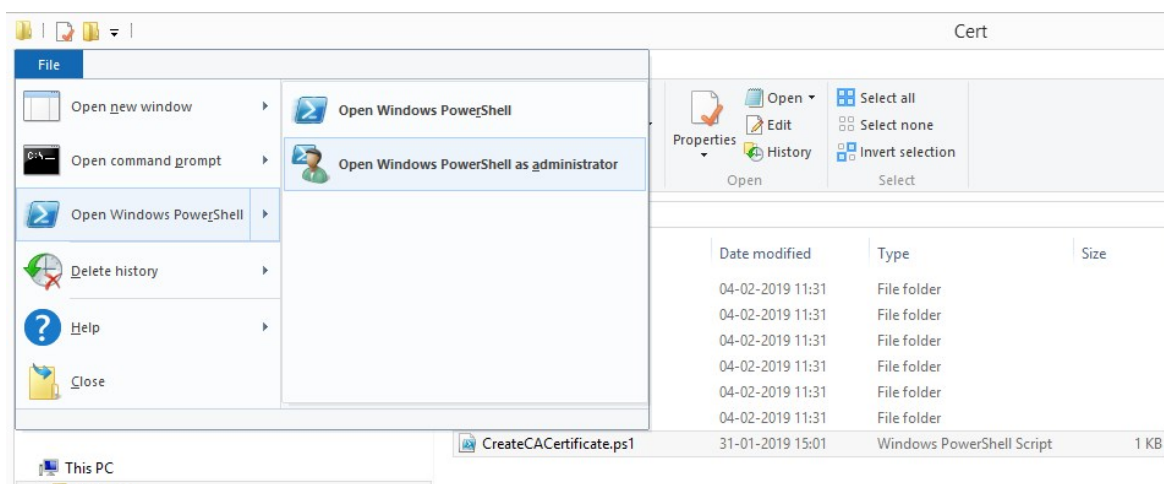 Cert
File
Open new window
Open command prompt
Open Windows PowerShell
Delete history
Help
Close
Open Windows PowerShell
Open Windows PowerShell as administrator
Properties
Open
Edit
History
Open
Select all
Select none
Invert selection
Select
Date modified Type Size
04-02-2019 11:31 File folder
04-02-2019 11:31 File folder
04-02-2019 11:31 File folder
04-02-2019 11:31 File folder
04-02-2019 11:31 File folder
04-02-2019 11:31 File folder
CreateCACertificate.ps1 31-01-2019 15:01 Windows PowerShell Script 1 KB
This PC